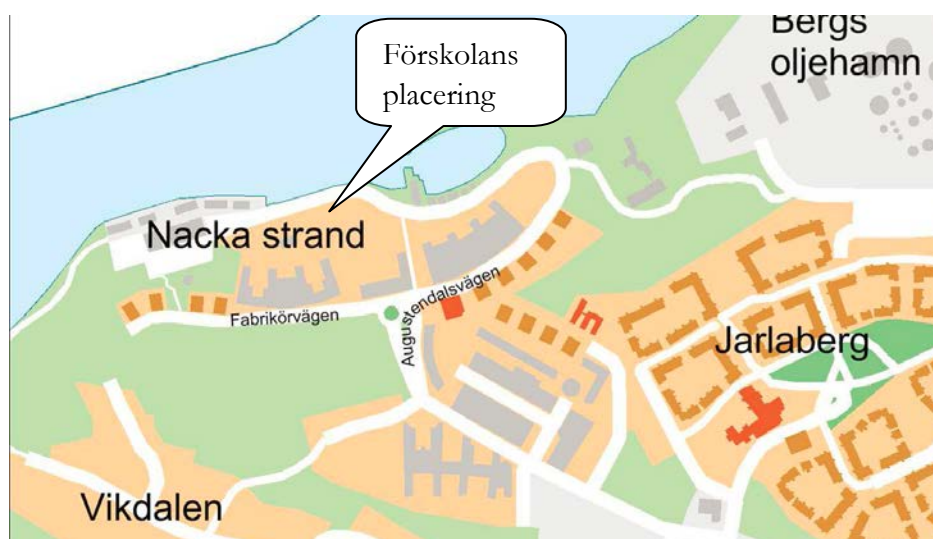 Förskolans
placering
Bergs
oljehamn
Nacka strand
Fabrikörvägen
Augustendalsvägen
Jarlaberg
Vikdalen